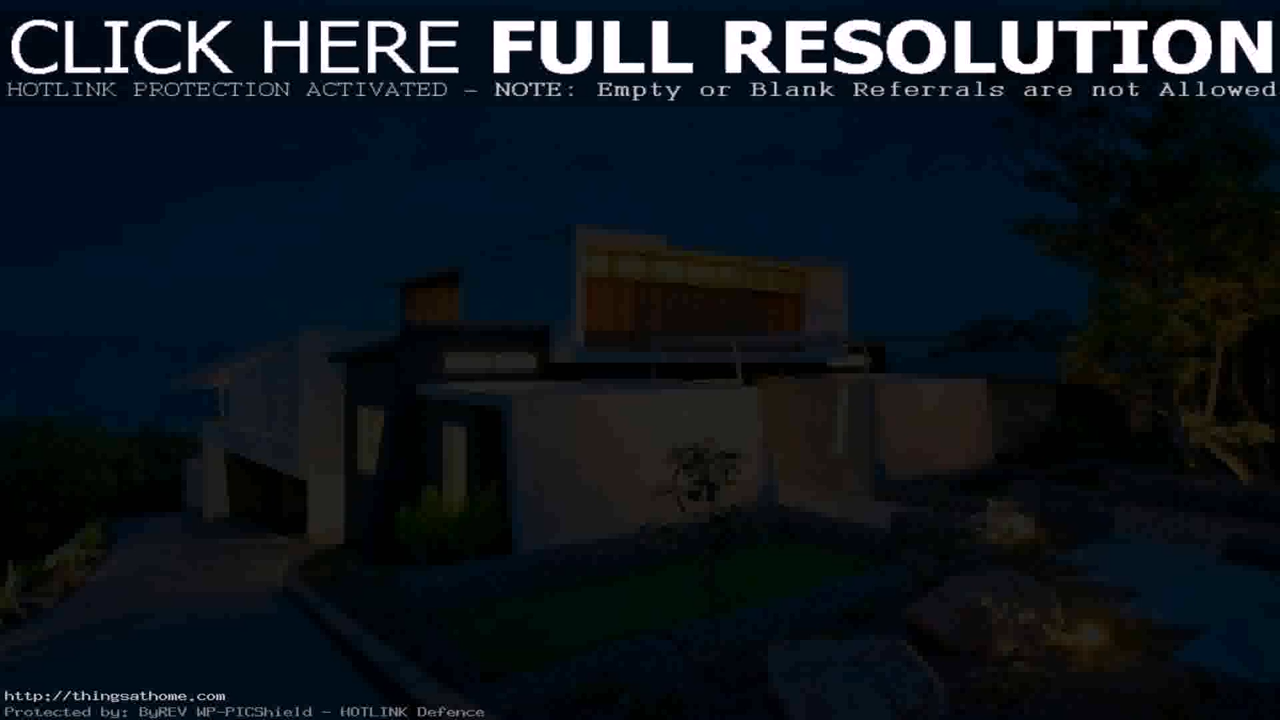 CLICK HERE FULL RESOLUTION
HOTLINK PROTECTION ACTIVATED - NOTE: Empty or Blank Referrals are not Allowed
http://thingsathome.com
Protected by: ByREV WP-PICShield - HOTLINK Defence